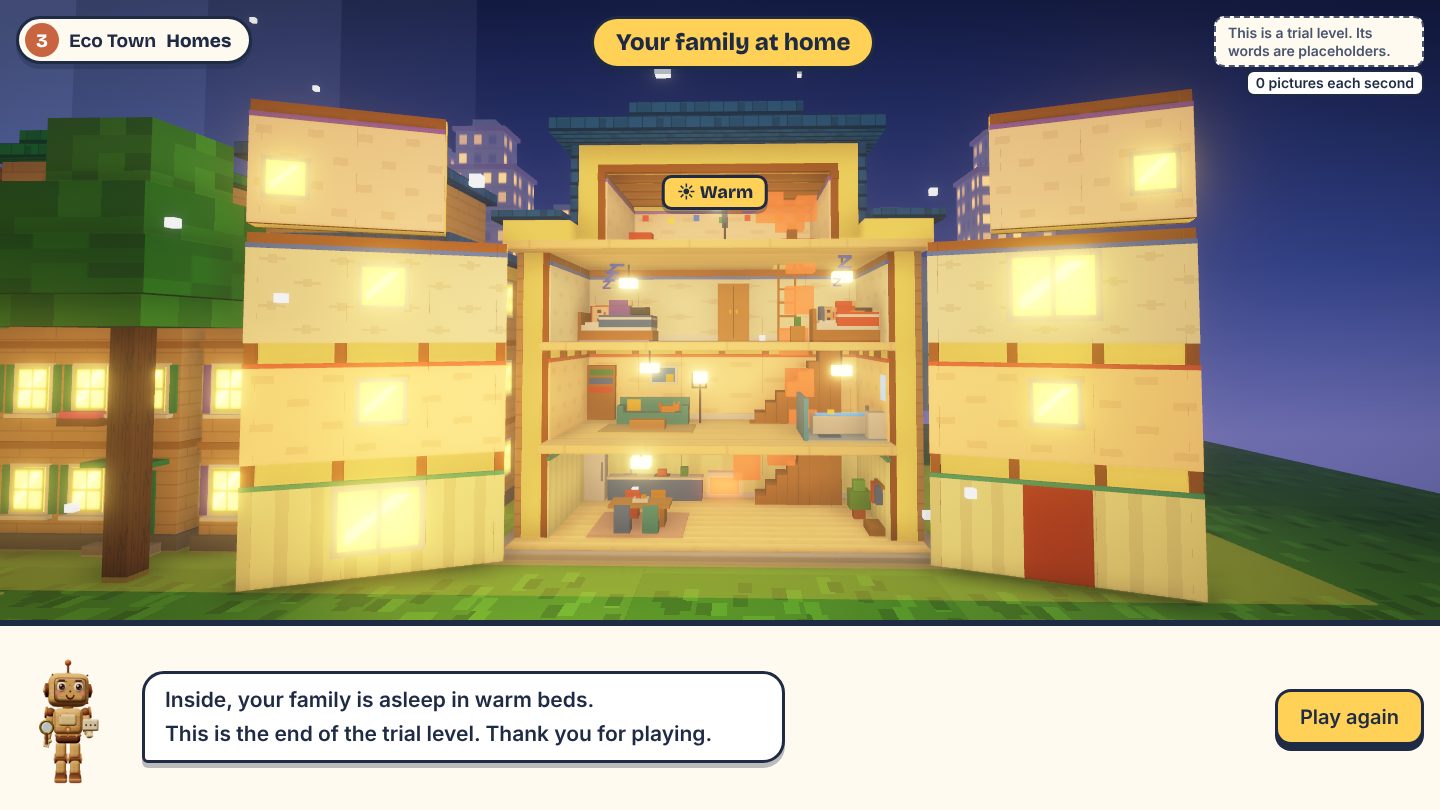 3 Eco Town Homes
Your family at home
This is a trial level. Its
words are placeholders.
0 pictures each second
☀ Warm
Z
Z
Z
Z
Inside, your family is asleep in warm beds.
This is the end of the trial level. Thank you for playing.
Play again